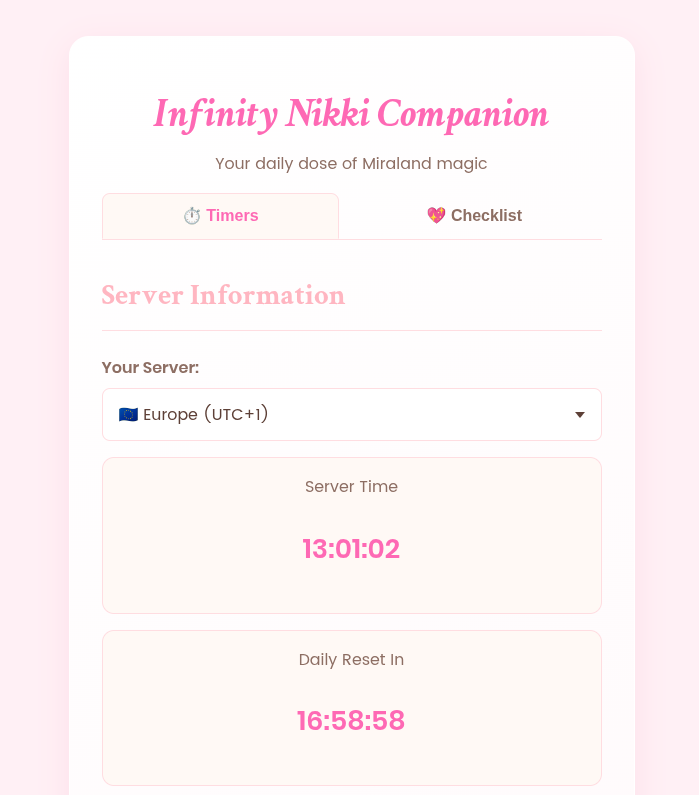 Infinity Nikki Companion
Your daily dose of Miraland magic
⏱️ Timers
💖 Checklist
Server Information
Your Server:
🇪🇺 Europe (UTC+1)
Server Time
13:01:02
Daily Reset In
16:58:58